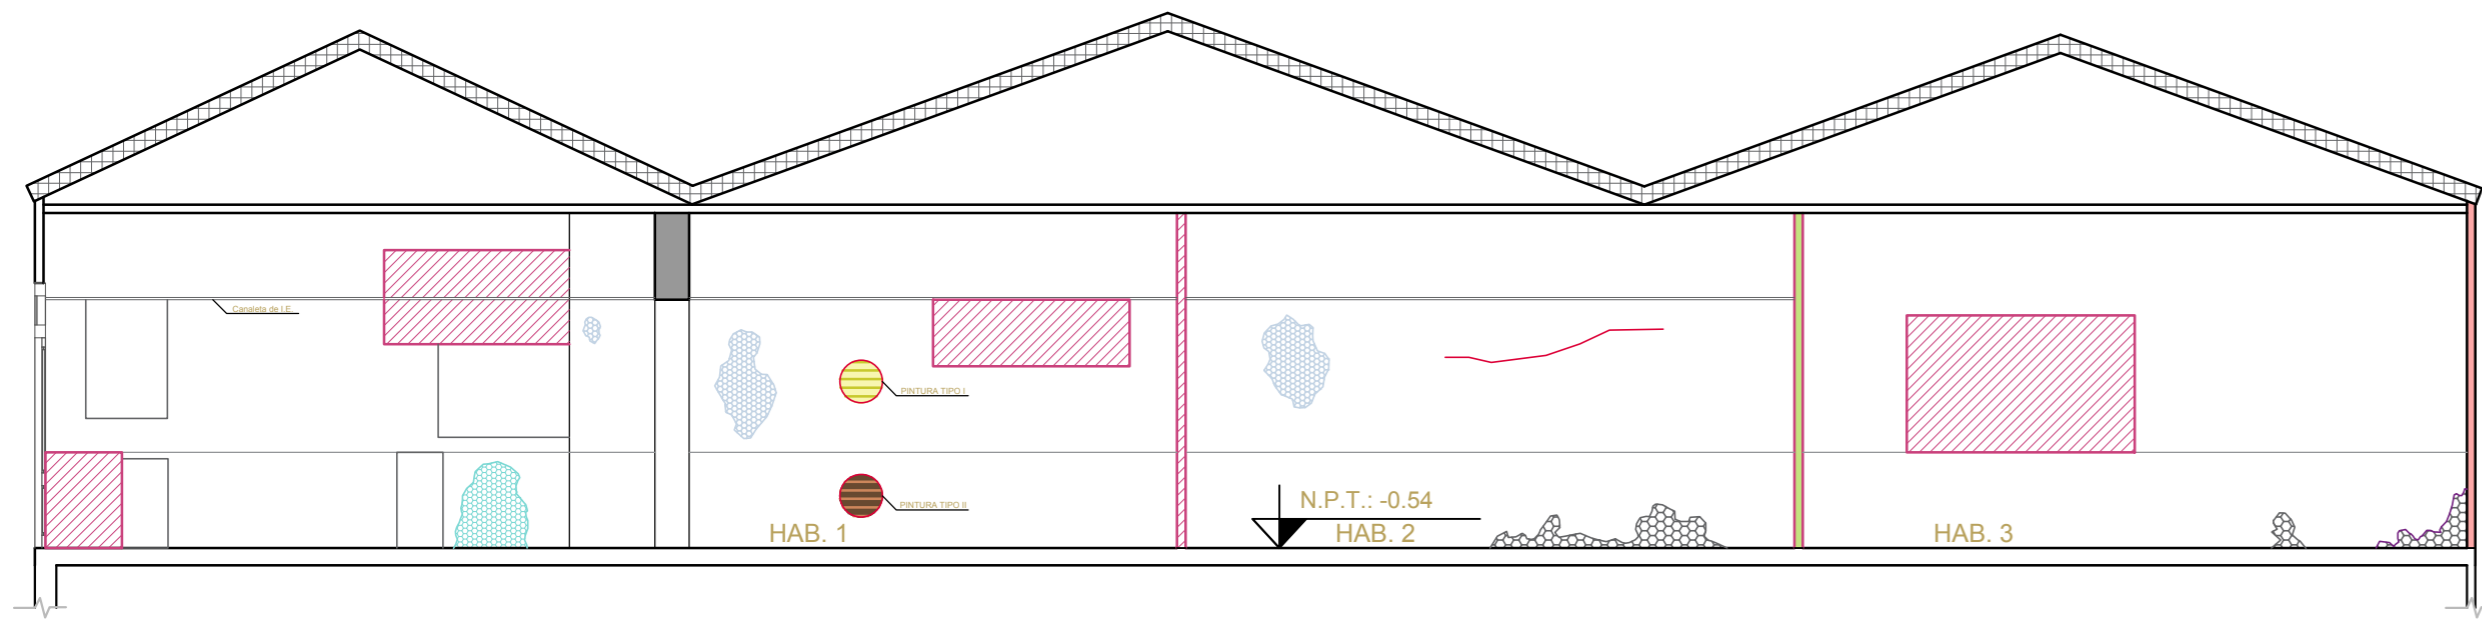 Canaleta de I.E.
PINTURA TIPO I
PINTURA TIPO II
HAB. 1
N.P.T.: -0.54
HAB. 2
HAB. 3